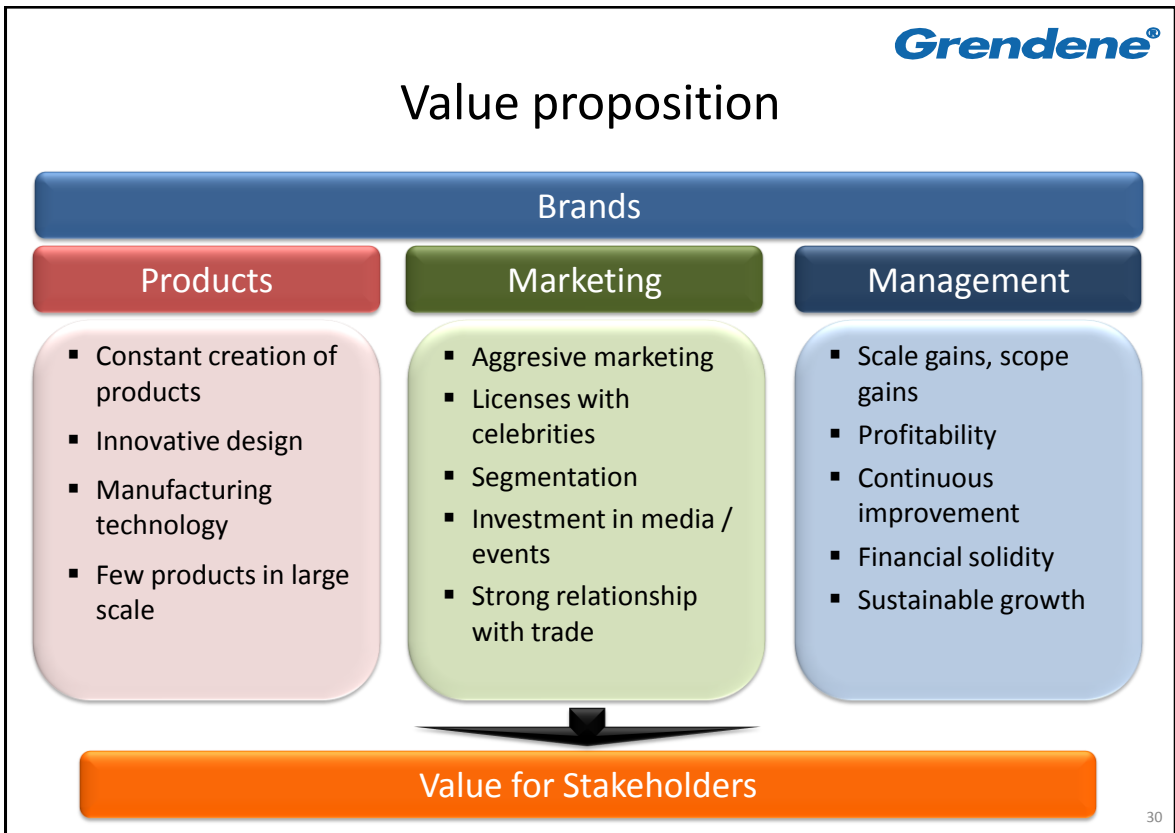 Grendene®
Value proposition
Brands
Products
▪ Constant creation of
products
▪ Innovative design
▪ Manufacturing
technology
▪ Few products in large
scale
Marketing
▪ Aggresive marketing
▪ Licenses with
celebrities
▪ Segmentation
▪ Investment in media /
events
▪ Strong relationship
with trade
Management
▪ Scale gains, scope
gains
▪ Profitability
▪ Continuous
improvement
▪ Financial solidity
▪ Sustainable growth
Value for Stakeholders
30